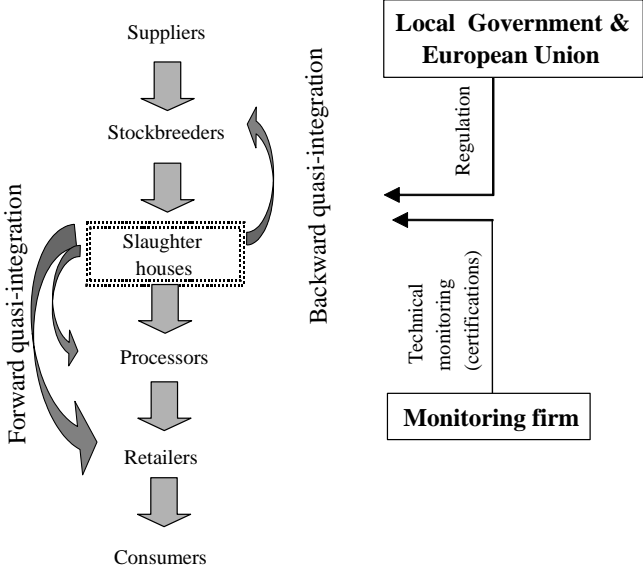 Suppliers
Stockbreeders
Slaughter
houses
Processors
Retailers
Consumers
Forward quasi-integration
Backward quasi-integration
Local Government &
European Union
Regulation
Technical
monitoring
(certifications)
Monitoring firm